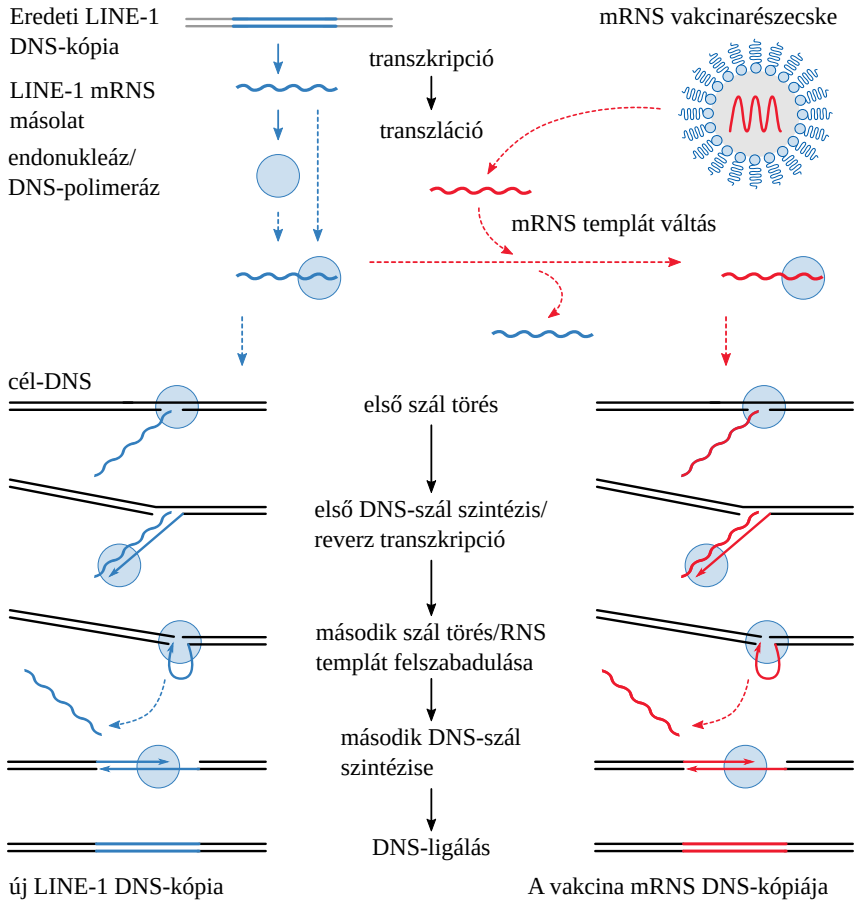 Eredeti LINE-1
DNS-kópia
mRNS vakcinarészecske
transzkripció
LINE-1 mRNS
másolat
transzláció
endonukleáz/
DNS-polimeráz
mRNS templát váltás
cél-DNS
első szál törés
első DNS-szál szintézis/
reverz transzkripció
második szál törés/RNS
templát felszabadulása
második DNS-szál
szintézise
DNS-ligálás
új LINE-1 DNS-kópia
A vakcina mRNS DNS-kópiája